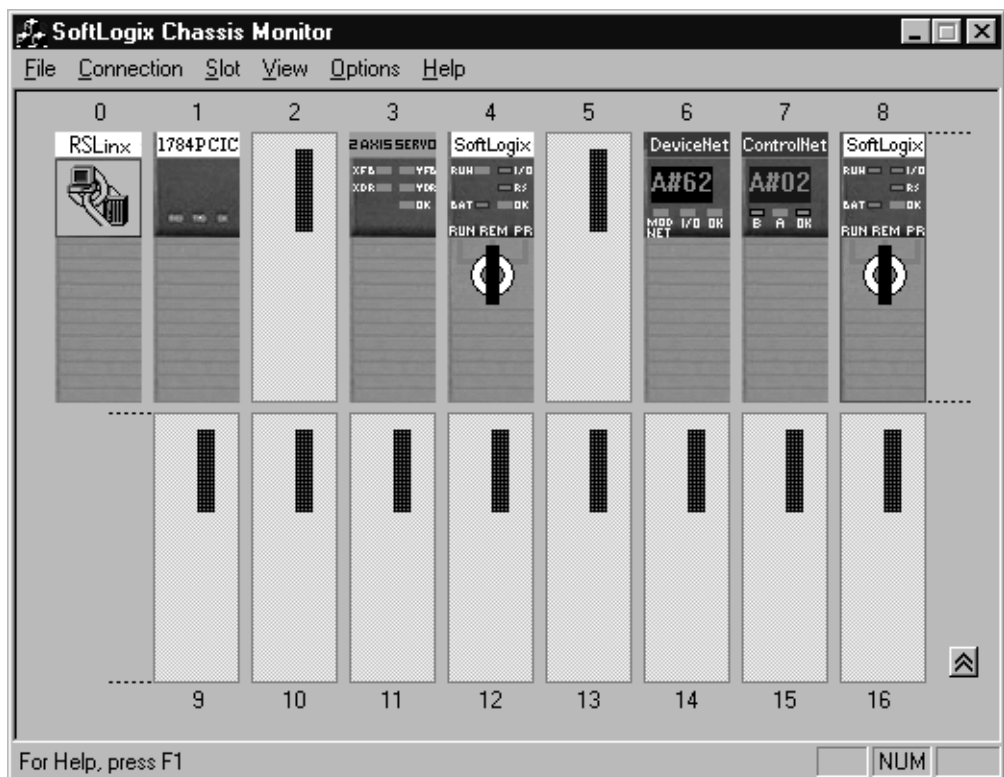 SoftLogix Chassis Monitor
File Connection Slot View Options Help
0 1 2 3 4 5 6 7 8
RSLinx 1784PCIC 2 AXIS SERVO SoftLogix DeviceNet ControlNet SoftLogix
XFB YFB RUN I/O A#62 A#02 RUN I/O
XDR YDR RS RS
OK BAT OK MOD NET I/O OK B A OK BAT OK
RUN REM PR RUN REM PR
9 10 11 12 13 14 15 16
For Help, press F1 NUM